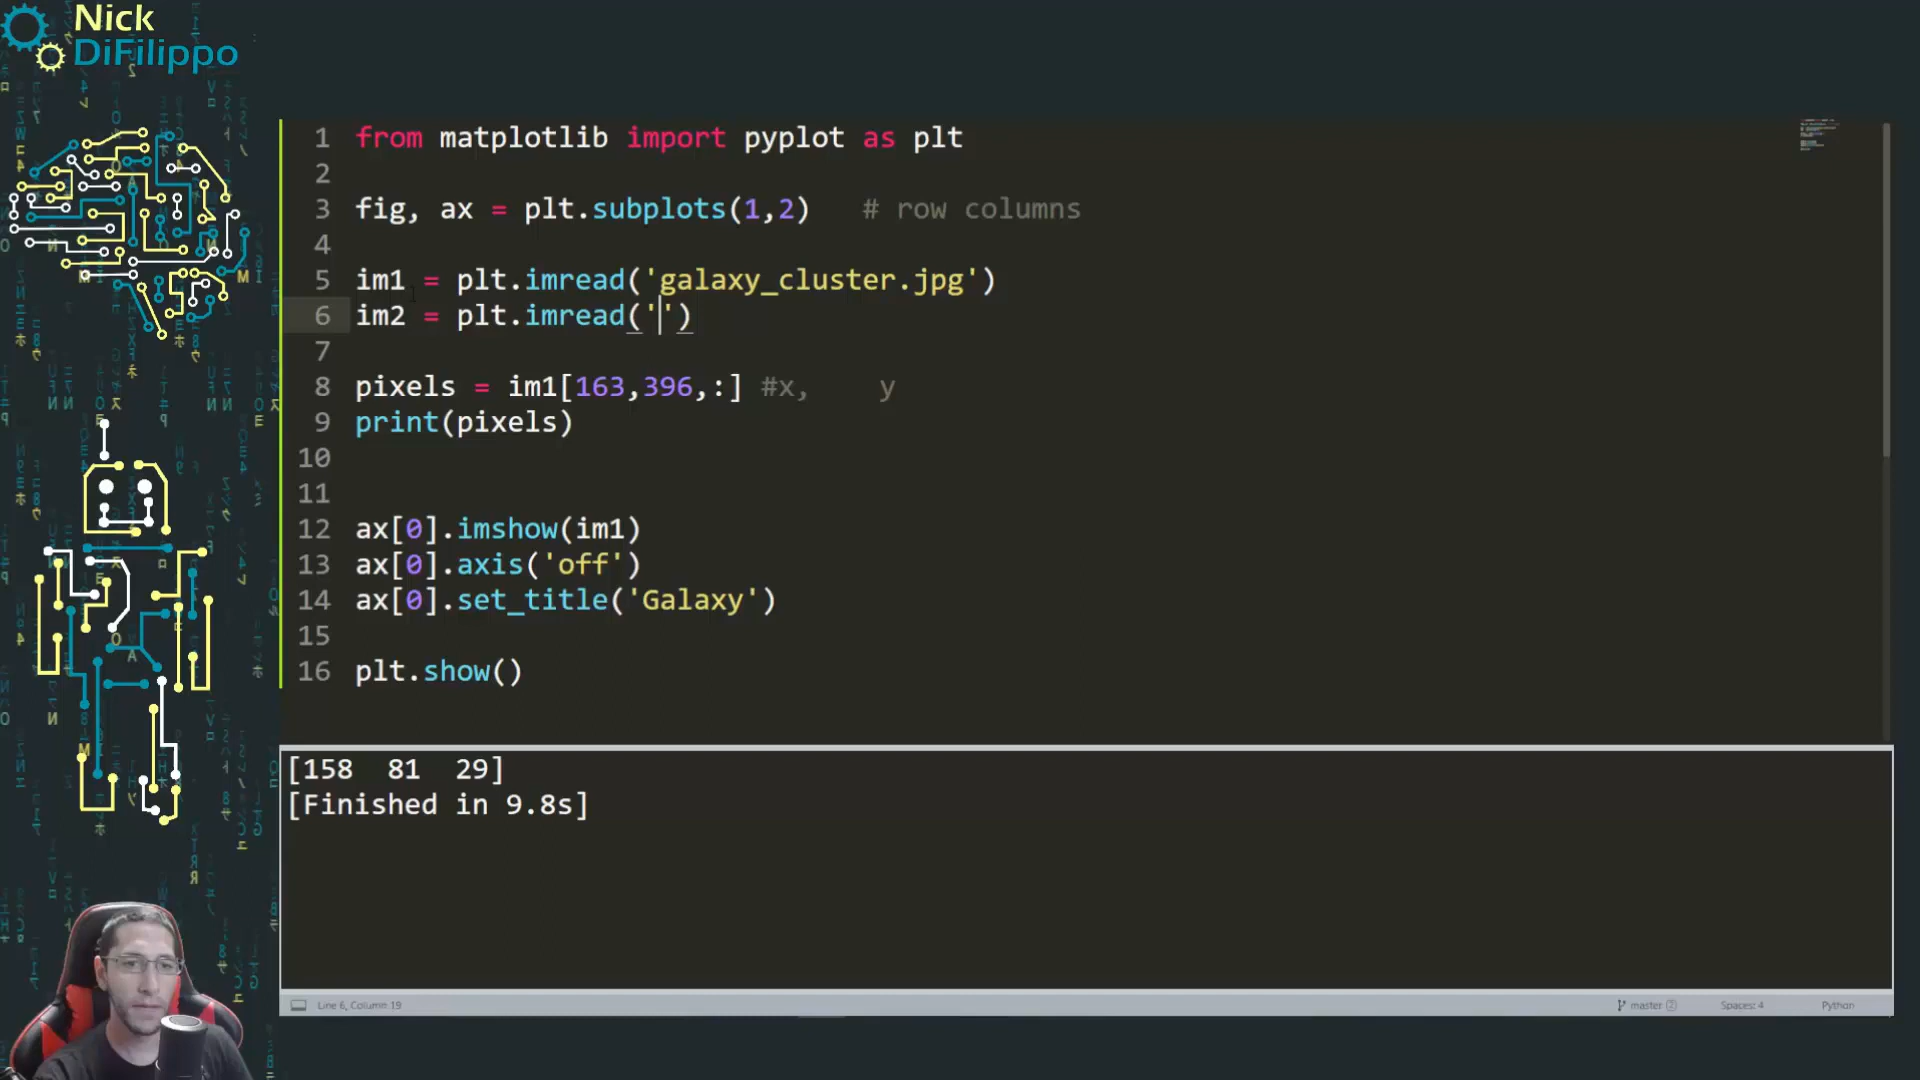 Nick
DiFilippo
1 from matplotlib import pyplot as plt
2
3 fig, ax = plt.subplots(1,2)   # row columns
4
5 im1 = plt.imread('galaxy_cluster.jpg')
6 im2 = plt.imread('')
7
8 pixels = im1[163,396,:] #x,    y
9 print(pixels)
10
11
12 ax[0].imshow(im1)
13 ax[0].axis('off')
14 ax[0].set_title('Galaxy')
15
16 plt.show()
[158  81  29]
[Finished in 9.8s]
Line 6, Column 19
master 2
Spaces: 4
Python